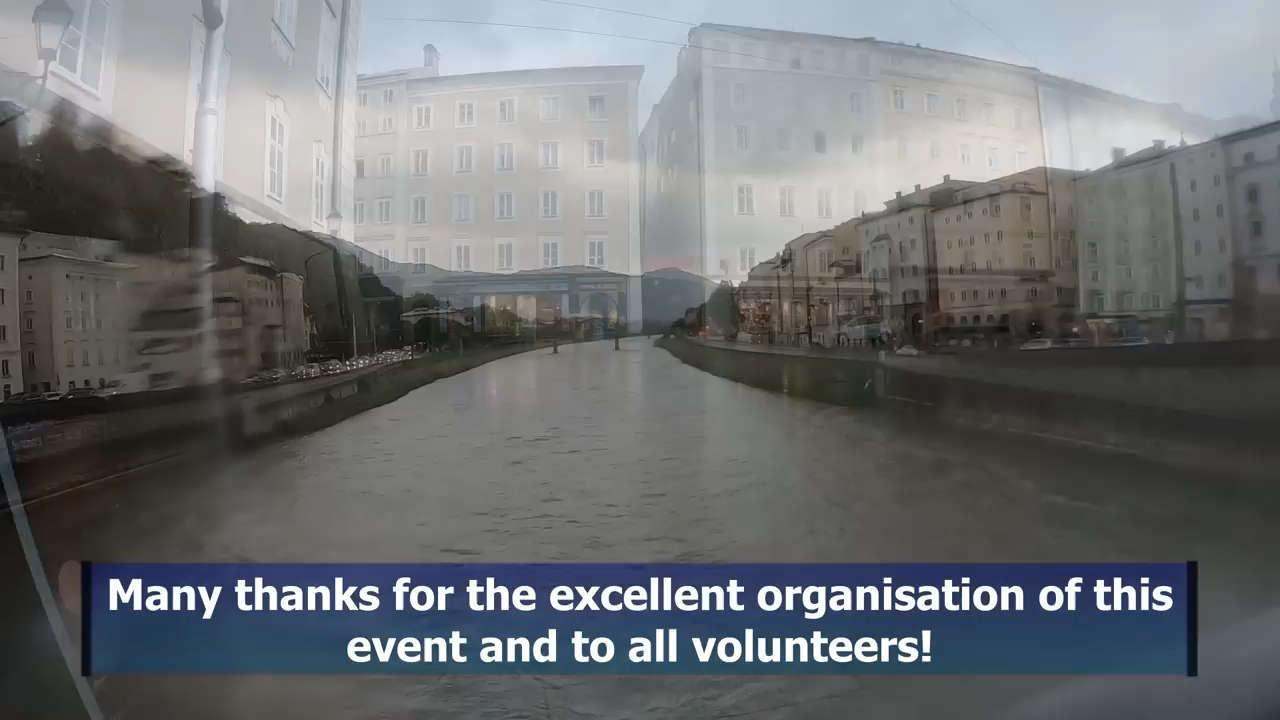 Many thanks for the excellent organisation of this
event and to all volunteers!